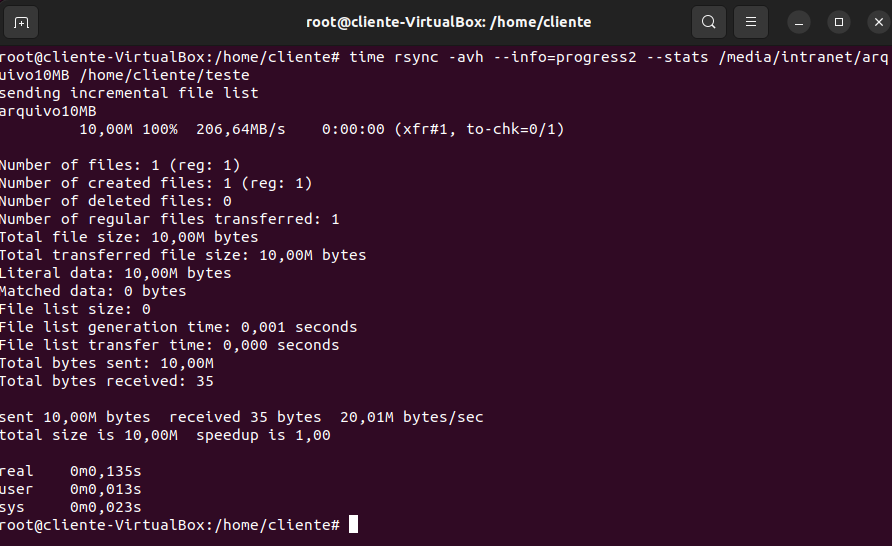 root@cliente-VirtualBox: /home/cliente
root@cliente-VirtualBox:/home/cliente# time rsync -avh --info=progress2 --stats /media/intranet/arq
uivo10MB /home/cliente/teste
sending incremental file list
arquivo10MB
         10,00M 100%  206,64MB/s    0:00:00 (xfr#1, to-chk=0/1)
Number of files: 1 (reg: 1)
Number of created files: 1 (reg: 1)
Number of deleted files: 0
Number of regular files transferred: 1
Total file size: 10,00M bytes
Total transferred file size: 10,00M bytes
Literal data: 10,00M bytes
Matched data: 0 bytes
File list size: 0
File list generation time: 0,001 seconds
File list transfer time: 0,000 seconds
Total bytes sent: 10,00M
Total bytes received: 35
sent 10,00M bytes  received 35 bytes  20,01M bytes/sec
total size is 10,00M  speedup is 1,00
real    0m0,135s
user    0m0,013s
sys     0m0,023s
root@cliente-VirtualBox:/home/cliente#